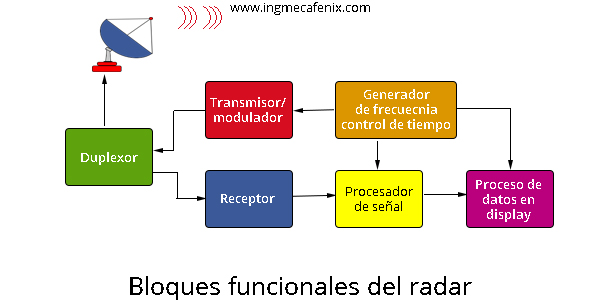 www.ingmecafenix.com
Transmisor/
modulador
Generador
de frecuecnia
control de tiempo
Duplexor
Receptor
Procesador
de señal
Proceso de
datos en
display
Bloques funcionales del radar